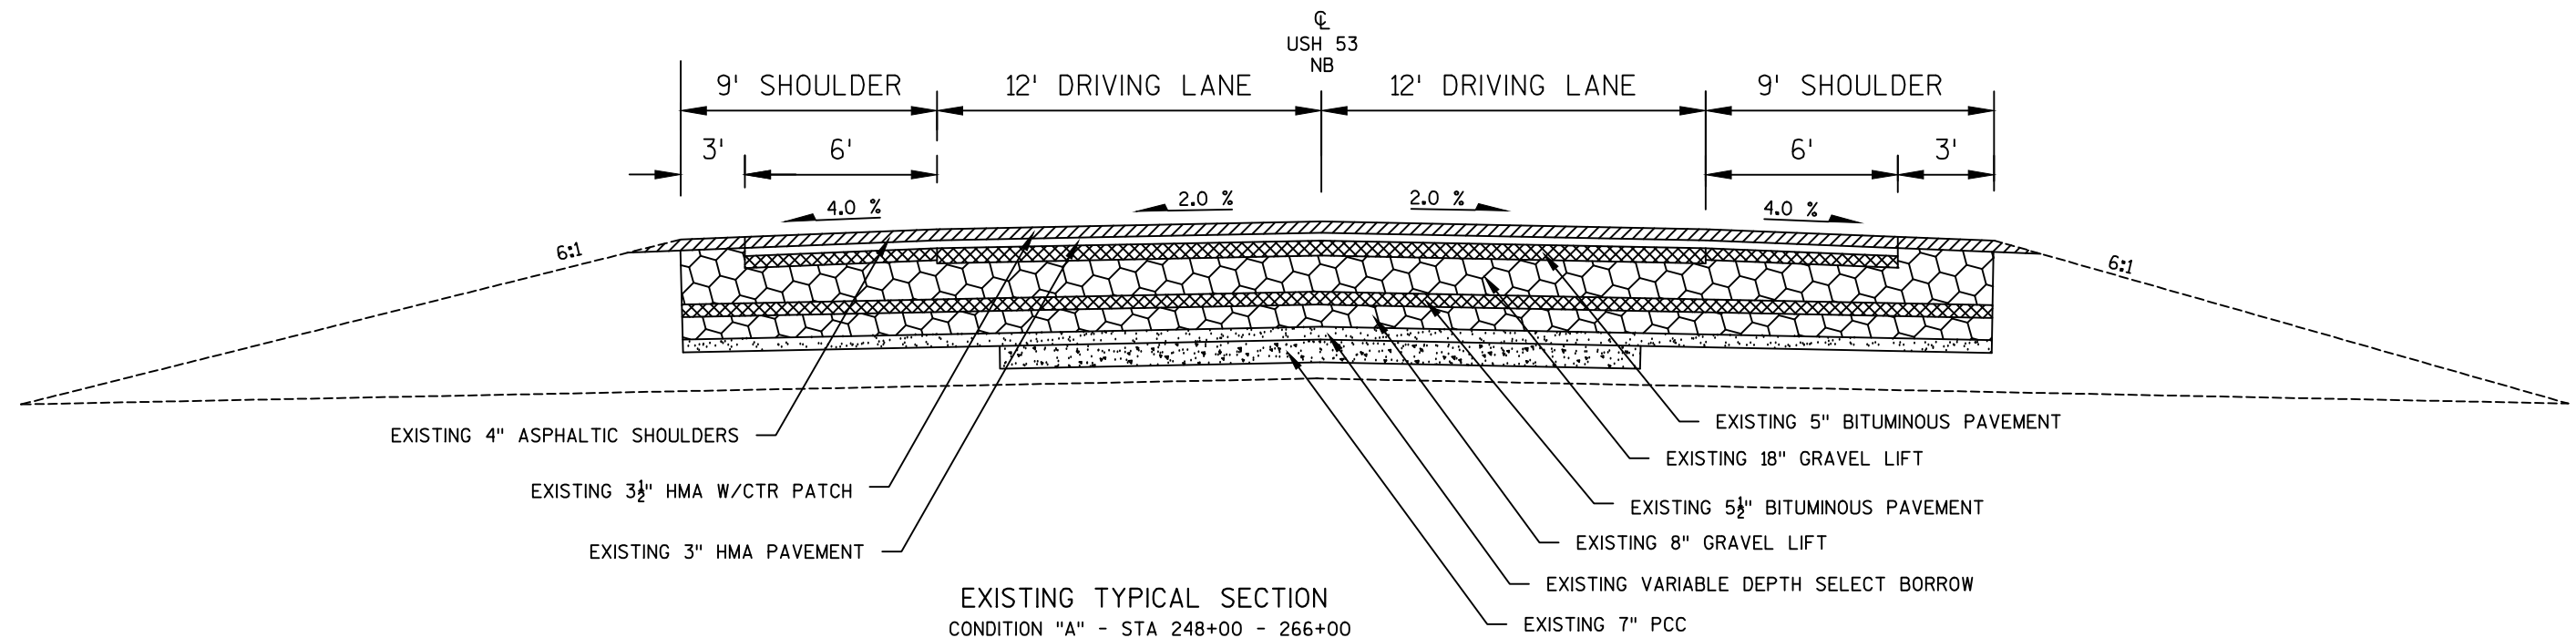 ℄
USH 53
NB
9' SHOULDER 12' DRIVING LANE 12' DRIVING LANE 9' SHOULDER
3' 6' 6' 3'
4.0 % 2.0 % 2.0 % 4.0 %
6:1 6:1
EXISTING 4" ASPHALTIC SHOULDERS
EXISTING 3½" HMA W/CTR PATCH
EXISTING 3" HMA PAVEMENT
EXISTING 5" BITUMINOUS PAVEMENT
EXISTING 18" GRAVEL LIFT
EXISTING 5½" BITUMINOUS PAVEMENT
EXISTING 8" GRAVEL LIFT
EXISTING VARIABLE DEPTH SELECT BORROW
EXISTING 7" PCC
EXISTING TYPICAL SECTION
CONDITION "A" - STA 248+00 - 266+00